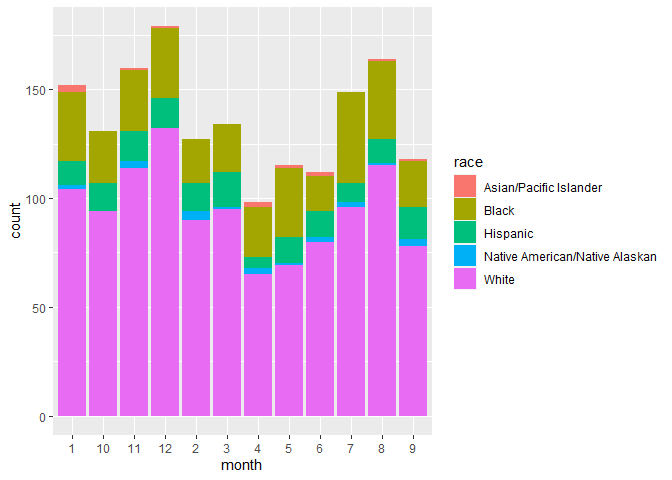 150
100
50
0
count
1 10 11 12 2 3 4 5 6 7 8 9
month
race
Asian/Pacific Islander
Black
Hispanic
Native American/Native Alaskan
White